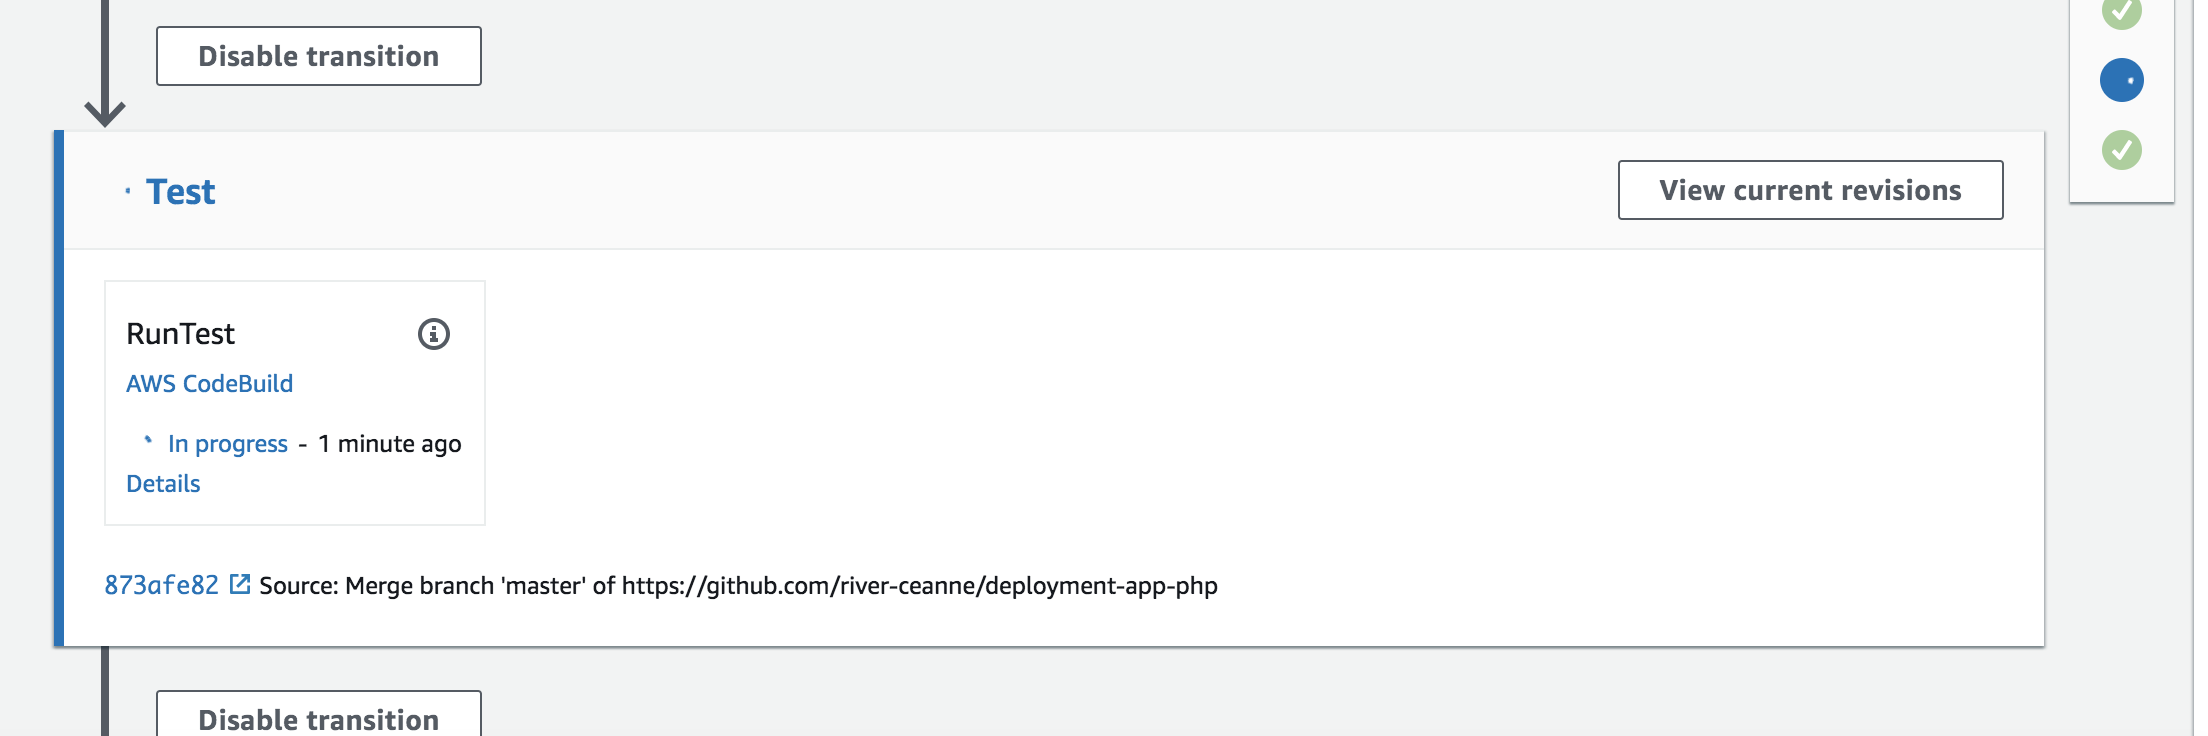 Disable transition
Test
View current revisions
RunTest
AWS CodeBuild
In progress - 1 minute ago
Details
873afe82 Source: Merge branch 'master' of https://github.com/river-ceanne/deployment-app-php
Disable transition